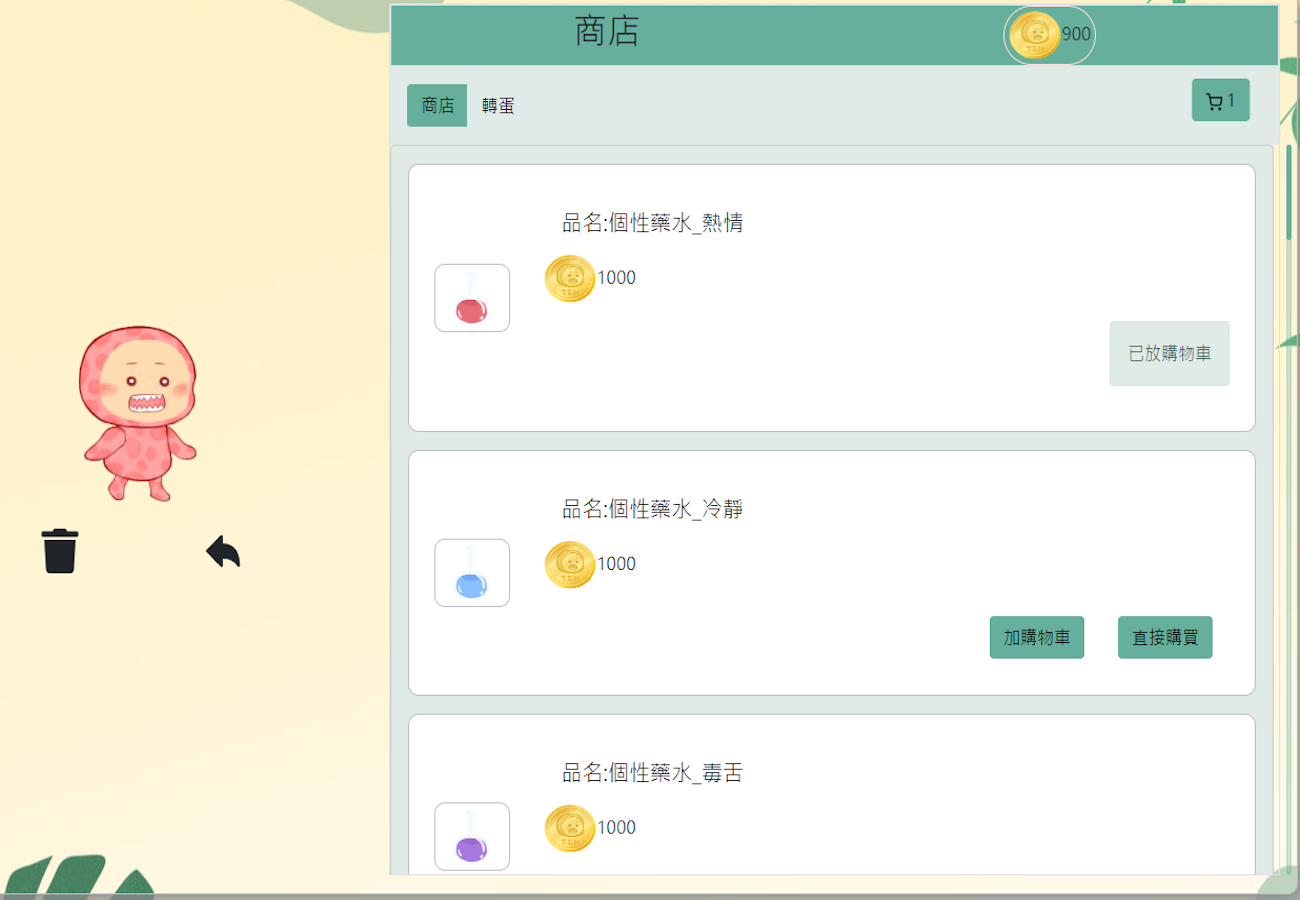 商店
900
商店 轉蛋
1
品名:個性藥水_熱情
1000
已放購物車
品名:個性藥水_冷靜
1000
加購物車 直接購買
品名:個性藥水_毒舌
1000